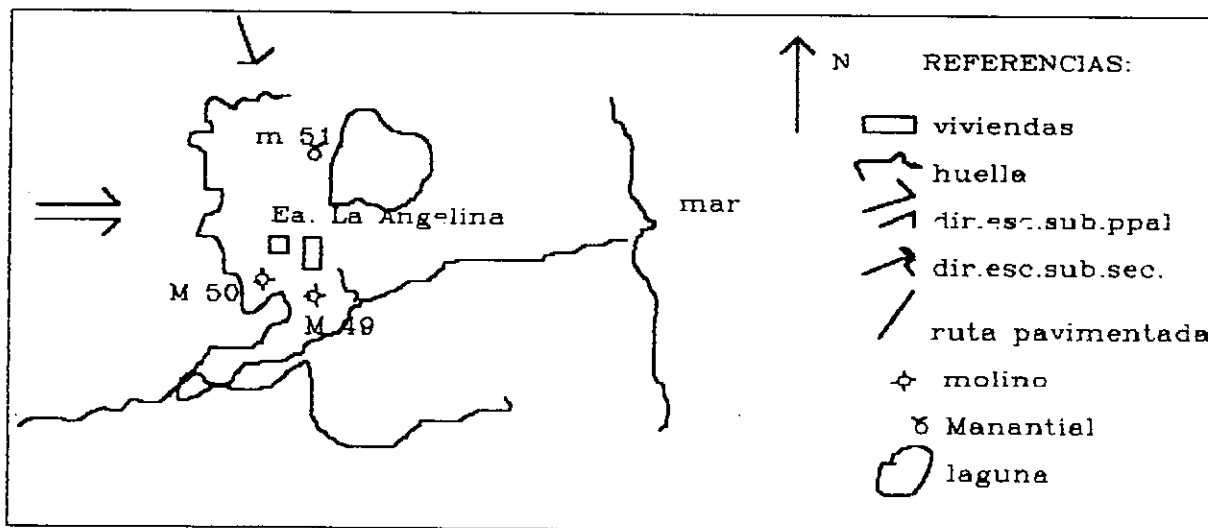 m 51
Ea. La Angelina
M 50
M 49
mar
N
REFERENCIAS:
viviendas
huella
dir.esc.sub.ppal
dir.esc.sub.sec.
ruta pavimentada
molino
Manantial
laguna